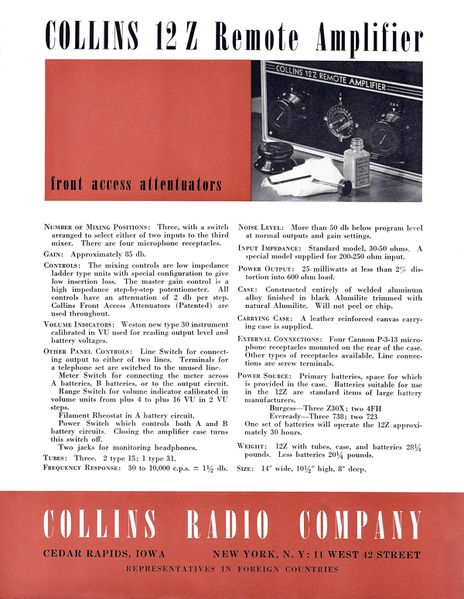 COLLINS 12 Z Remote Amplifier
COLLINS 12Z REMOTE AMPLIFIER
front access attentuators
NUMBER OF MIXING POSITIONS: Three, with a switch
arranged to select either of two inputs to the third
mixer. There are four microphone receptacles.
GAIN: Approximately 85 db.
CONTROLS: The mixing controls are low impedance
ladder type units with special configuration to give
low insertion loss. The master gain control is a
high impedance step-by-step potentiometer. All
controls have an attenuation of 2 db per step.
Collins Front Access Attenuators (Patented) are
used throughout.
VOLUME INDICATORS: Weston new type 30 instrument
calibrated in VU used for reading output level and
battery voltages.
OTHER PANEL CONTROLS: Line Switch for connect-
ing output to either of two lines. Terminals for
a telephone set are switched to the unused line.
Meter Switch for connecting the meter across
A batteries, B batteries, or to the output circuit.
Range Switch for volume indicator calibrated in
volume units from plus 4 to plus 16 VU in 2 VU
steps.
Filament Rheostat in A battery circuit.
Power Switch which controls both A and B
battery circuits. Closing the amplifier case turns
this switch off.
Two jacks for monitoring headphones.
TUBES: Three. 2 type 15; 1 type 31.
FREQUENCY RESPONSE: 30 to 10,000 c.p.s. ± 1½ db.
NOISE LEVEL: More than 50 db below program level
at normal outputs and gain settings.
INPUT IMPEDANCE: Standard model, 30-50 ohms. A
special model supplied for 200-250 ohm input.
POWER OUTPUT: 25 milliwatts at less than 2% dis-
tortion into 600 ohm load.
CASE: Constructed entirely of welded aluminum
alloy finished in black Alumilite trimmed with
natural Alumilite. Will not peel or chip.
CARRYING CASE: A leather reinforced canvas carry-
ing case is supplied.
EXTERNAL CONNECTIONS: Four Cannon P-3-13 micro-
phone receptacles mounted on the rear of the case.
Other types of receptacles available. Line connec-
tions are screw terminals.
POWER SOURCE: Primary batteries, space for which
is provided in the case. Batteries suitable for use
in the 12Z are standard items of large battery
manufacturers.
Burgess—Three Z30X; two 4FH
Eveready—Three 738; two 723
One set of batteries will operate the 12Z approxi-
mately 30 hours.
WEIGHT: 12Z with tubes, case, and batteries 28½
pounds. Less batteries 20¼ pounds.
SIZE: 14" wide, 10½" high, 8" deep.
COLLINS RADIO COMPANY
CEDAR RAPIDS, IOWA NEW YORK, N. Y: 11 WEST 42 STREET
REPRESENTATIVES IN FOREIGN COUNTRIES